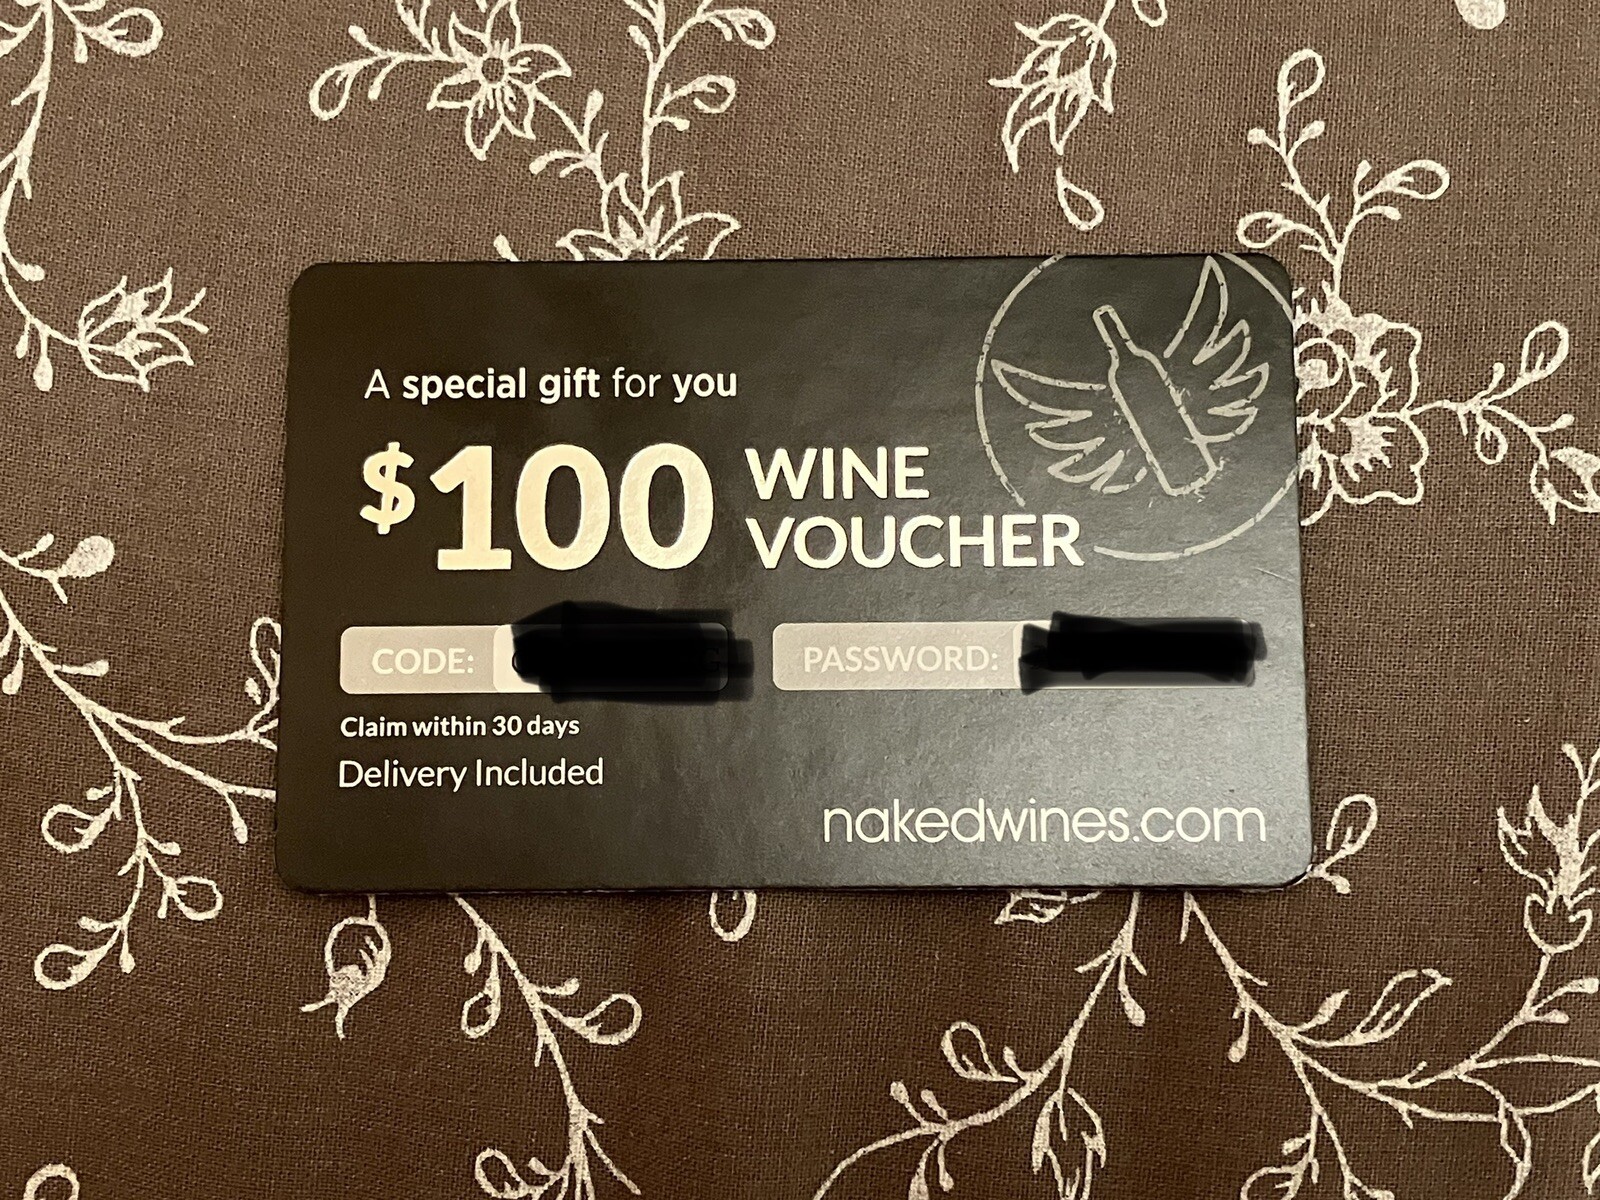 A special gift for you
$100 WINE
VOUCHER
CODE:
PASSWORD:
Claim within 30 days
Delivery Included
nakedwines.com